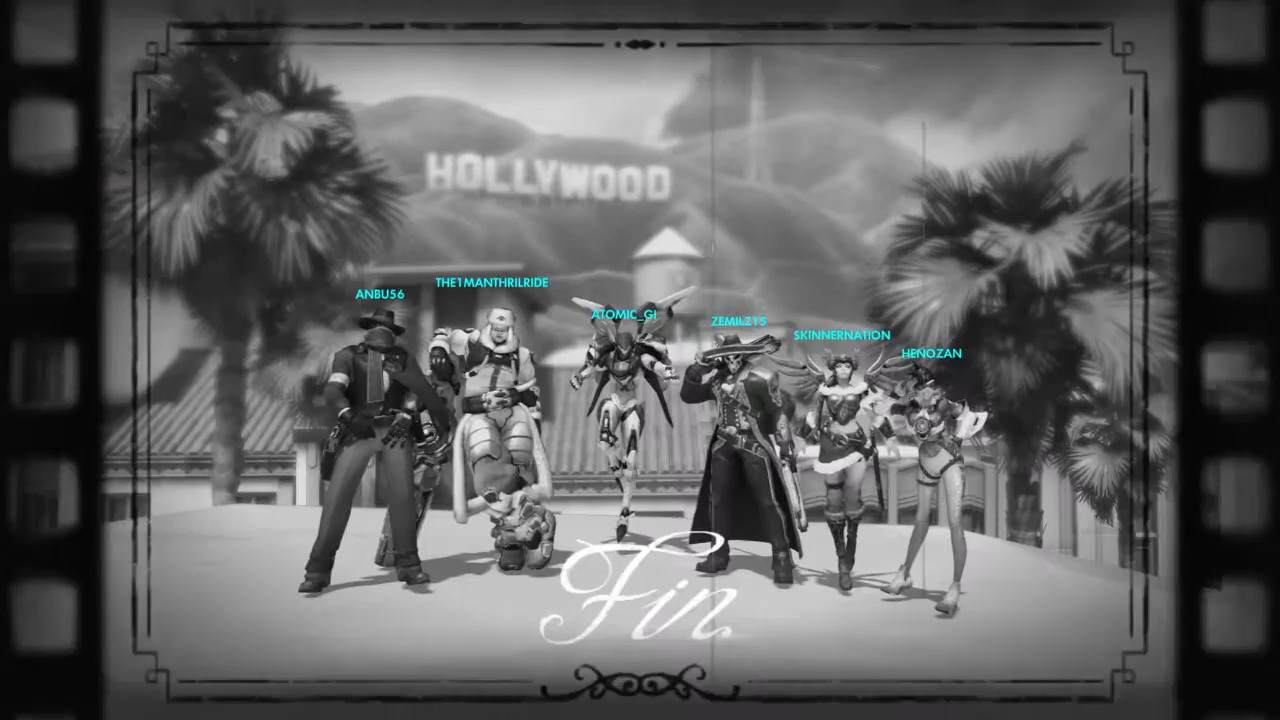 HOLLYWOOD
THE1MANTHRILRIDE
ANBU56
ATOMIC_GI
ZEMILZ15
SKINNERNATION
HENOZAN
Fin